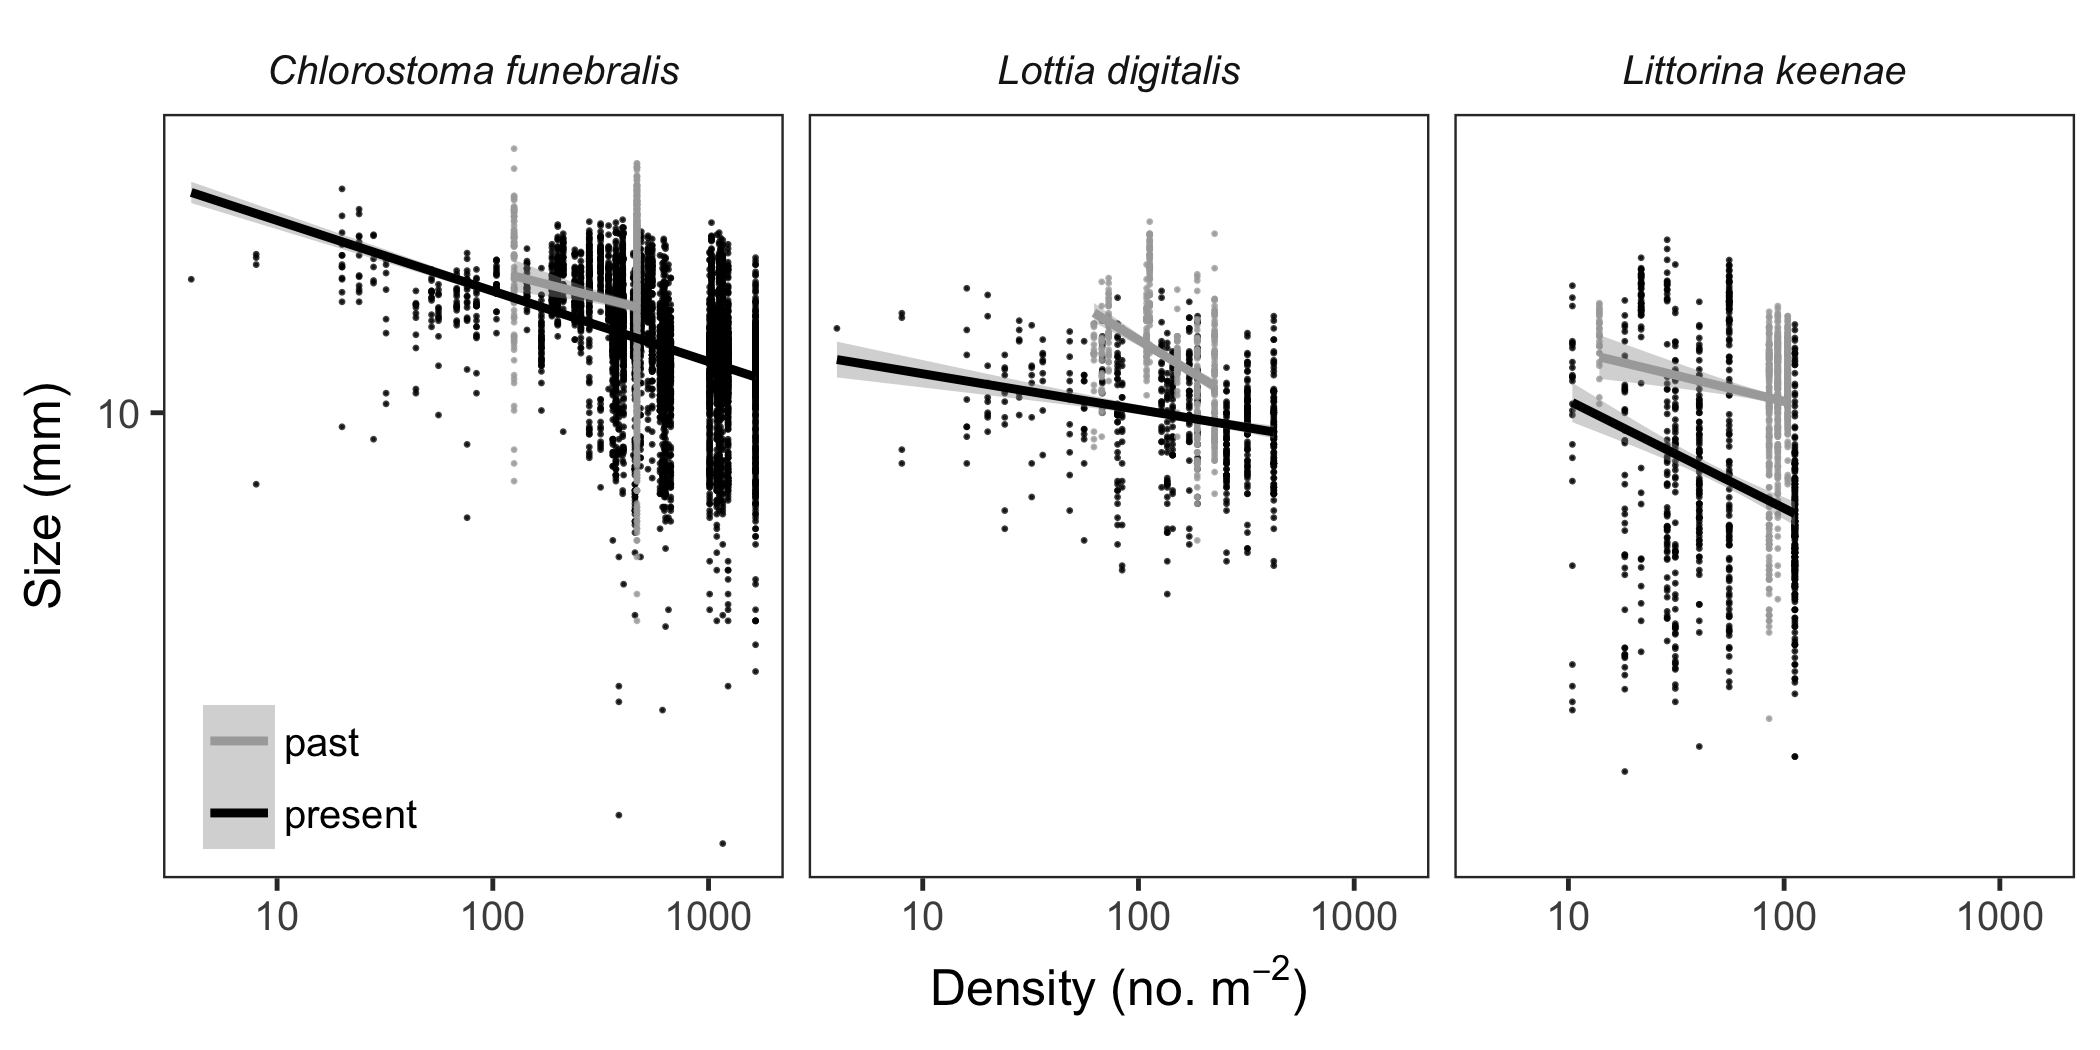 Chlorostoma funebralis Lottia digitalis Littorina keenae
Size (mm)
10
past
present
10 100 1000 10 100 1000 10 100 1000
Density (no. m⁻²)